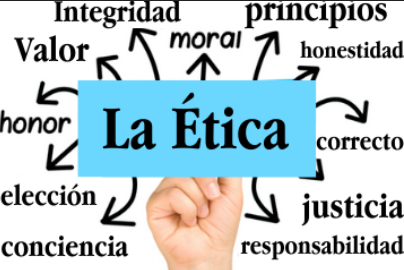 Integridad
principios
moral
Valor
honestidad
honor
La Ética
correcto
elección
justicia
conciencia
responsabilidad